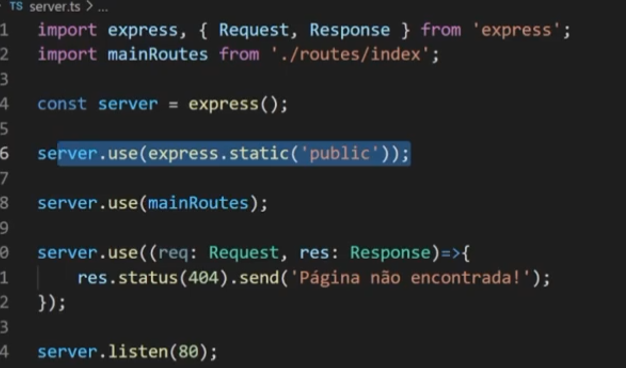 TS server.ts > ...
1 import express, { Request, Response } from 'express';
2 import mainRoutes from './routes/index';
3
4 const server = express();
5
6 server.use(express.static('public'));
7
8 server.use(mainRoutes);
9
0 server.use((req: Request, res: Response)=>{
1 res.status(404).send('Página não encontrada!');
2 });
3
4 server.listen(80);